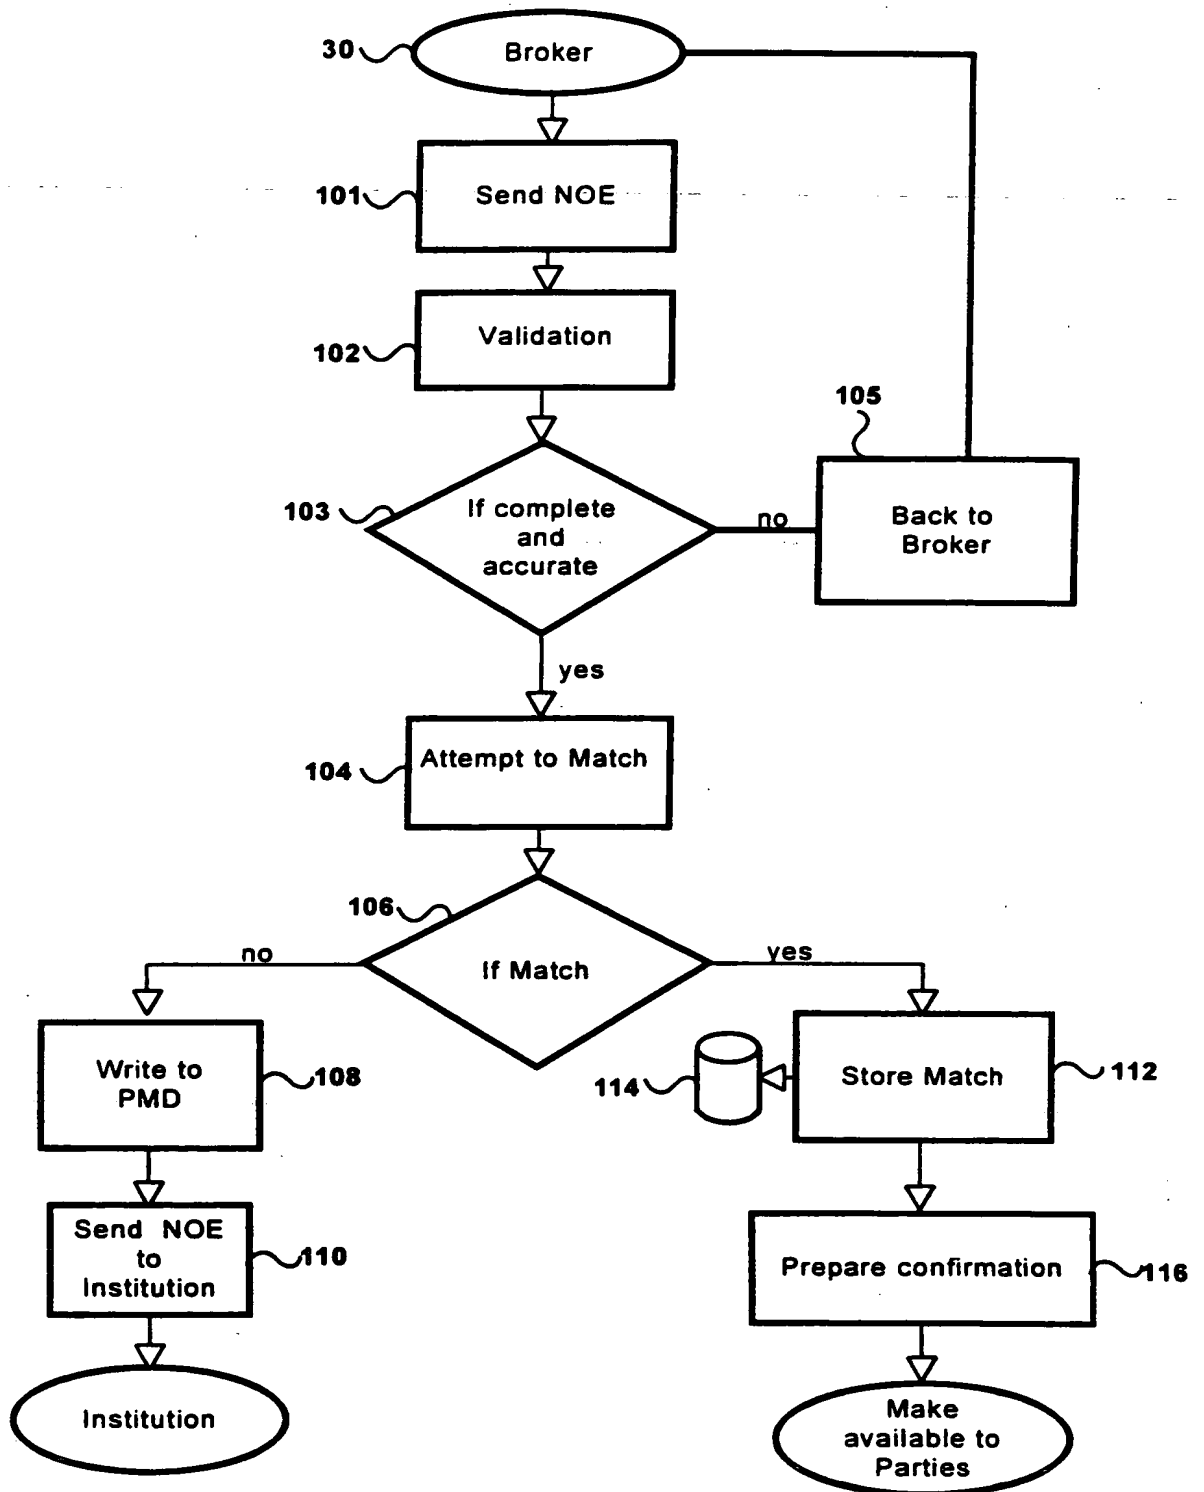 30
Broker
101
Send NOE
102
Validation
105
103
If complete
and
accurate
no
Back to
Broker
yes
104
Attempt to Match
106
no
If Match
yes
Write to
PMD
108
114
Store Match
112
Send NOE
to
Institution
110
Prepare confirmation
116
Institution
Make
available to
Parties